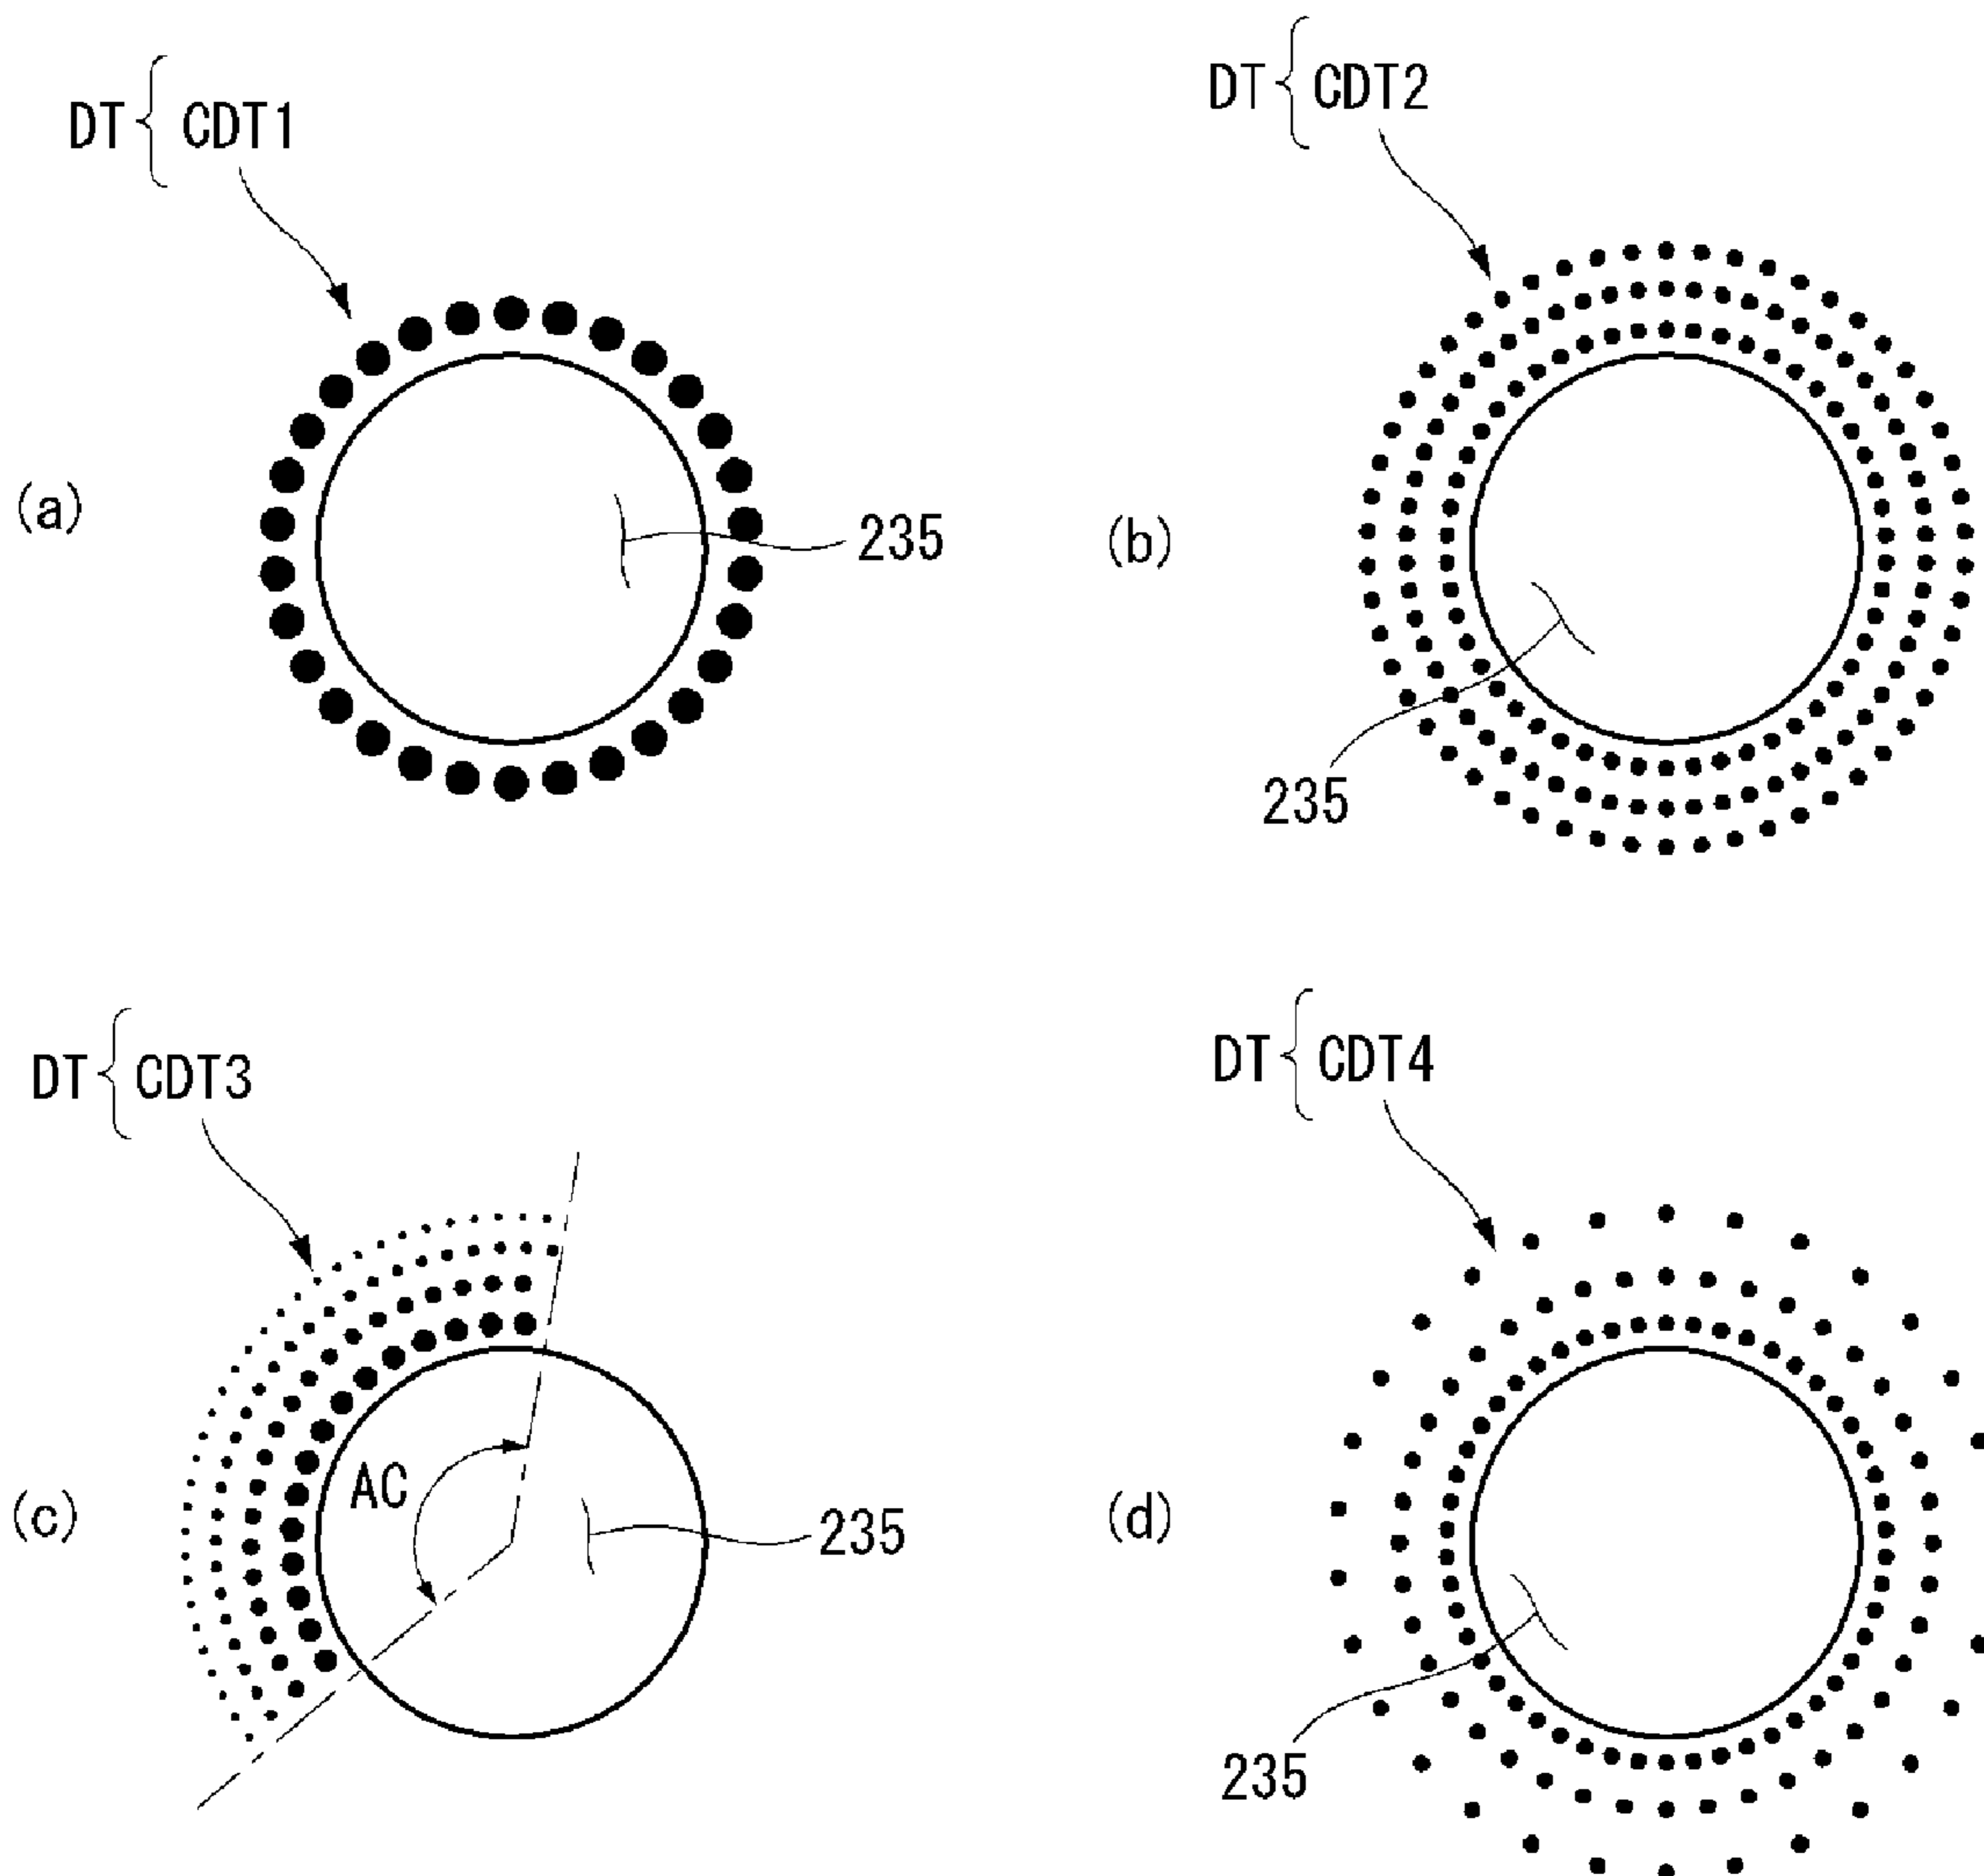 DT { CDT1
(a)
235
DT { CDT2
(b)
235
DT { CDT3
(c)
AC
235
DT { CDT4
(d)
235